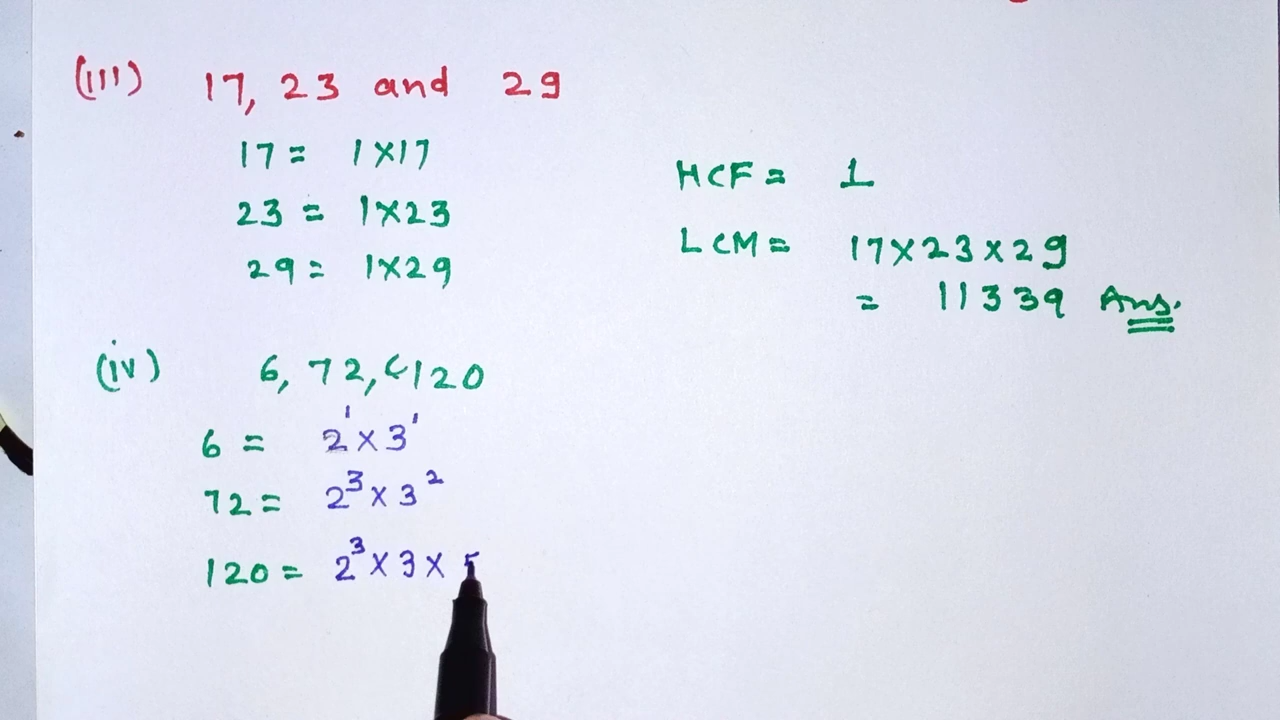 (iii) 17, 23 and 29
17 = 1×17
23 = 1×23
29 = 1×29
HCF = 1
LCM = 17×23×29
= 11339 Ans.
(iv) 6, 72, <120
6 = 2¹ × 3¹
72 = 2³ × 3²
120 = 2³ × 3 × 5